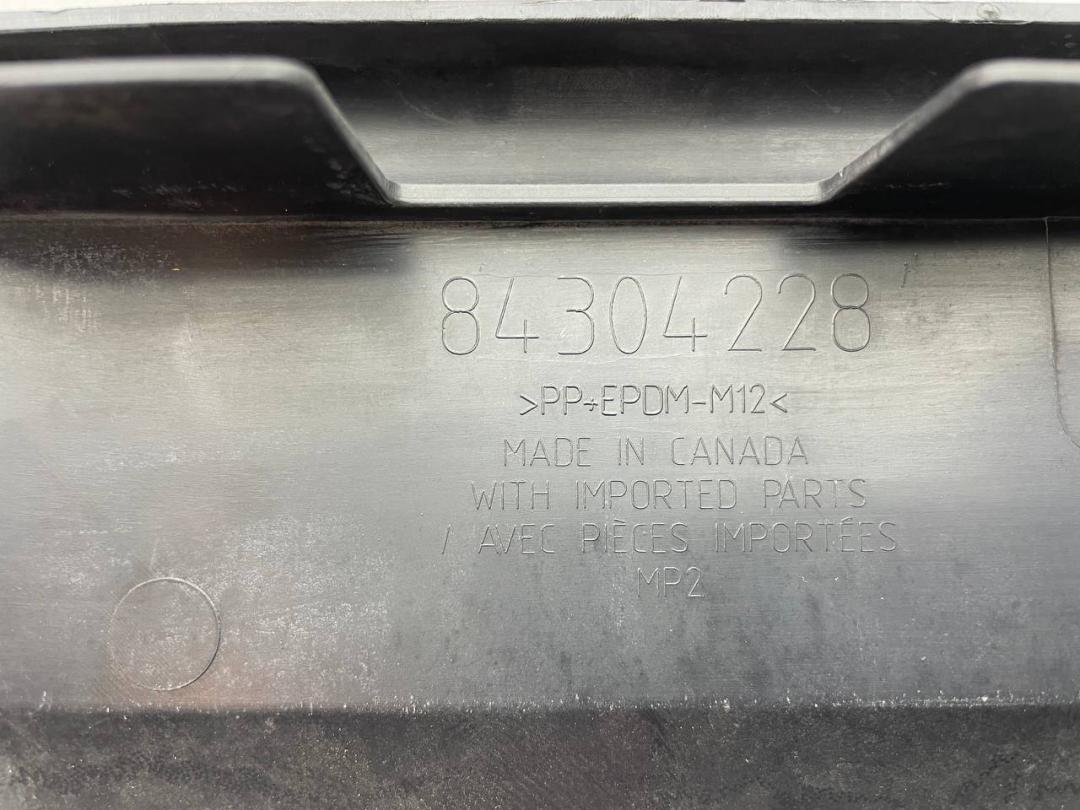 84304228
>PP+EPDM-M12<
MADE IN CANADA
WITH IMPORTED PARTS
/ AVEC PIÈCES IMPORTÉES
MP2